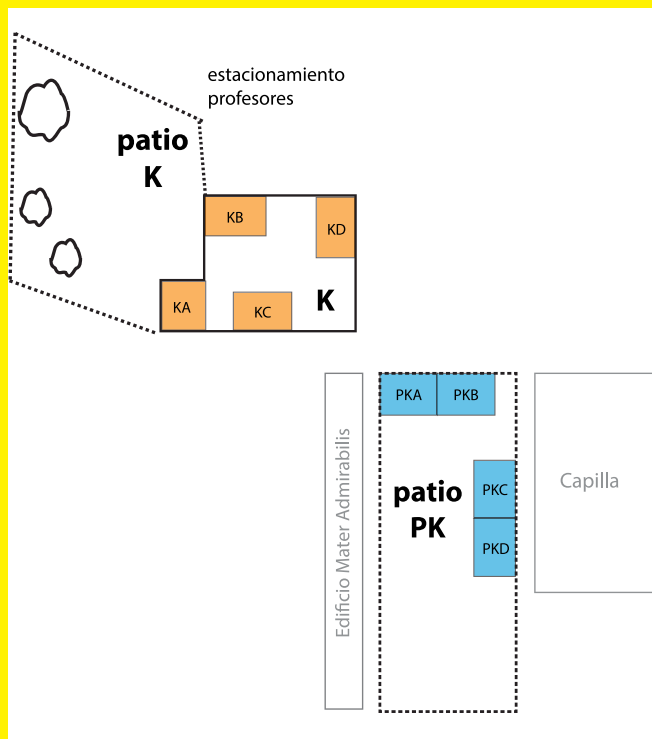 estacionamiento
profesores
patio
K
KB
KD
KA
KC
K
PKA
PKB
Edificio Mater Admirabilis
patio
PK
PKC
PKD
Capilla